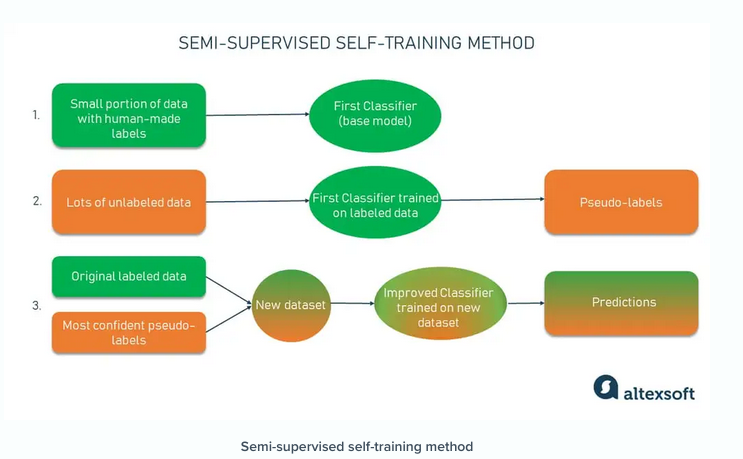 SEMI-SUPERVISED SELF-TRAINING METHOD
1.
Small portion of data
with human-made
labels
First Classifier
(base model)
2.
Lots of unlabeled data
First Classifier trained
on labeled data
Pseudo-labels
3.
Original labeled data
Most confident pseudo-
labels
New dataset
Improved Classifier
trained on new
dataset
Predictions
altexsoft
Semi-supervised self-training method